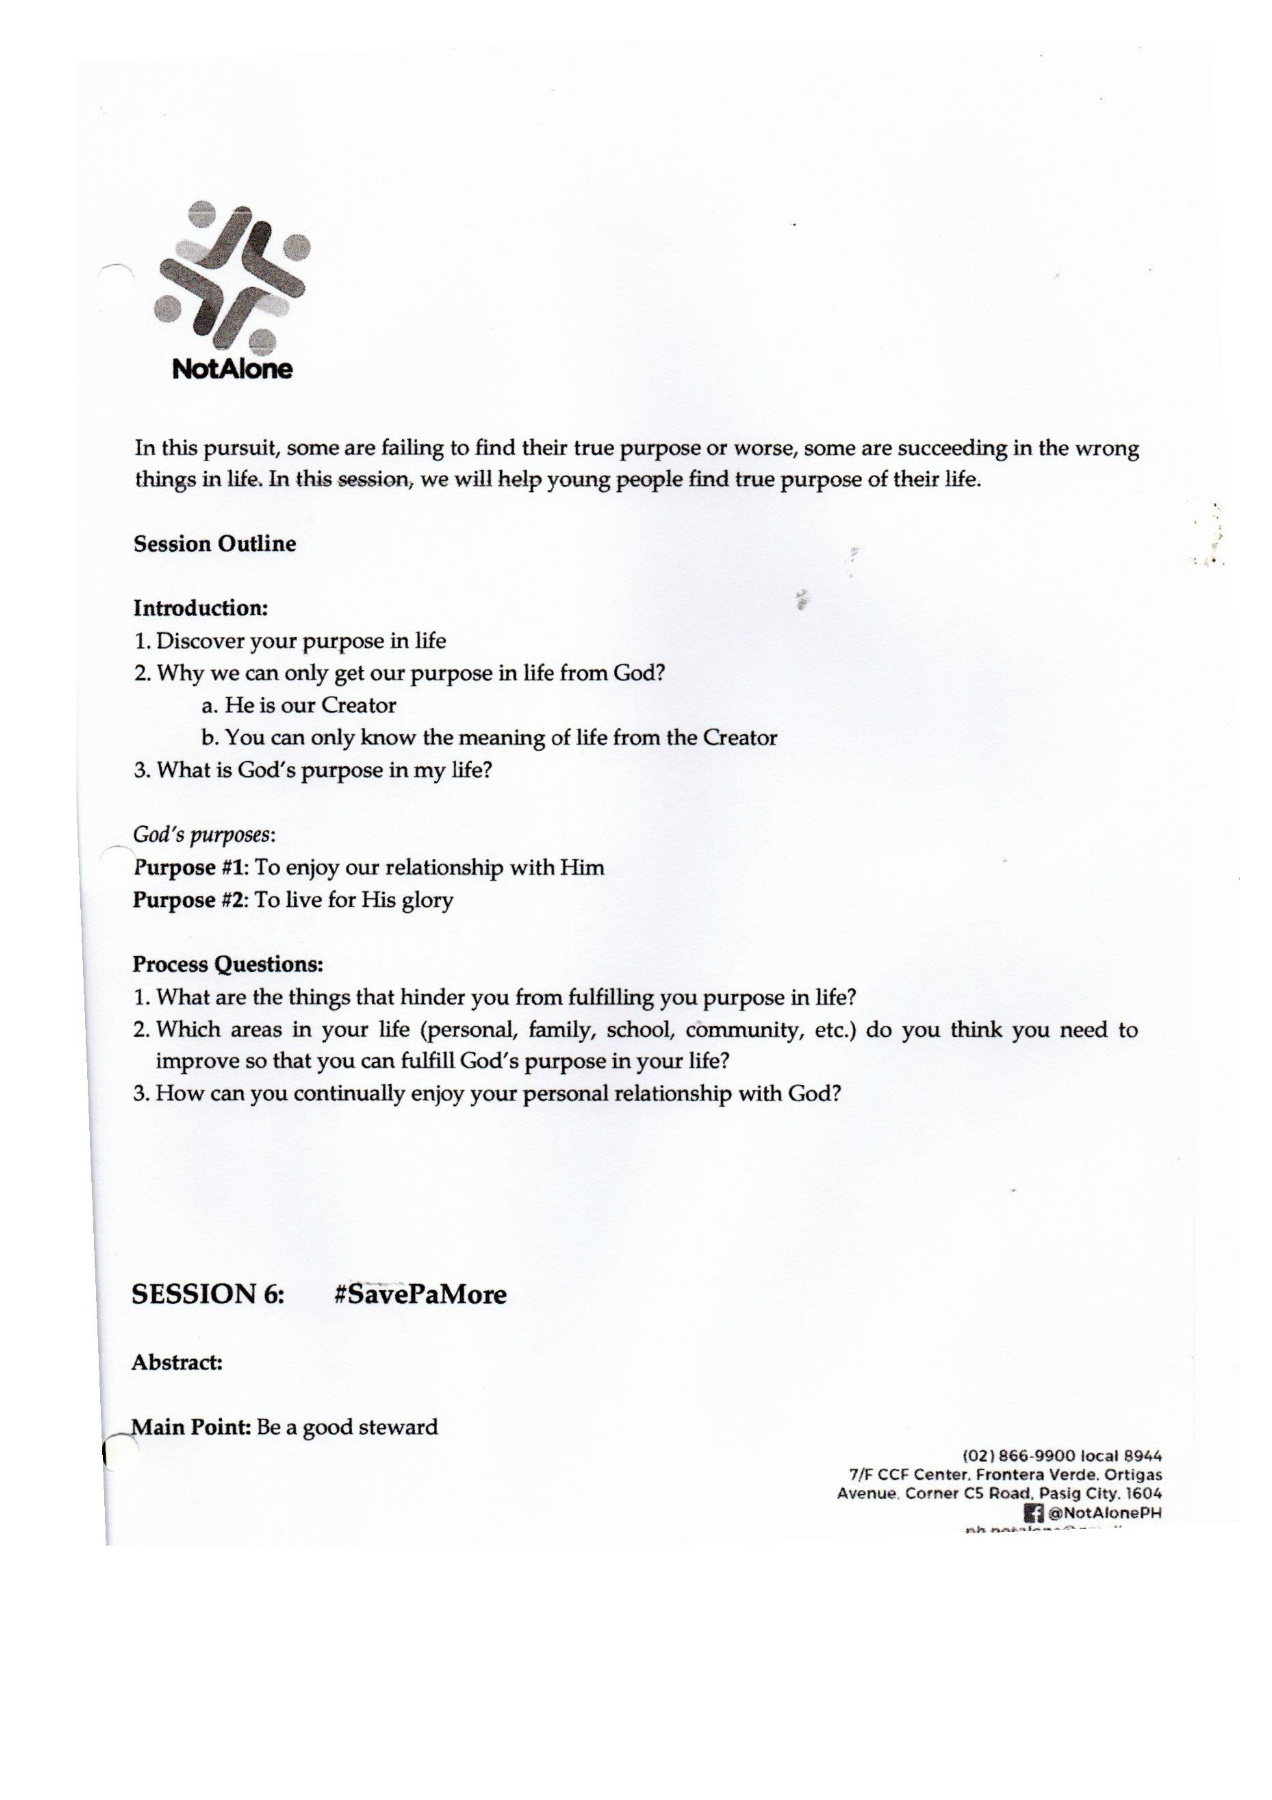 NotAlone
In this pursuit, some are failing to find their true purpose or worse, some are succeeding in the wrong
things in life. In this session, we will help young people find true purpose of their life.
Session Outline
Introduction:
1. Discover your purpose in life
2. Why we can only get our purpose in life from God?
a. He is our Creator
b. You can only know the meaning of life from the Creator
3. What is God's purpose in my life?
God's purposes:
Purpose #1: To enjoy our relationship with Him
Purpose #2: To live for His glory
Process Questions:
1. What are the things that hinder you from fulfilling you purpose in life?
2. Which areas in your life (personal, family, school, community, etc.) do you think you need to
improve so that you can fulfill God's purpose in your life?
3. How can you continually enjoy your personal relationship with God?
SESSION 6: #SavePaMore
Abstract:
Main Point: Be a good steward
(02) 866-9900 local 8944
7/F CCF Center, Frontera Verde, Ortigas
Avenue, Corner C5 Road, Pasig City, 1604
@NotAlonePH